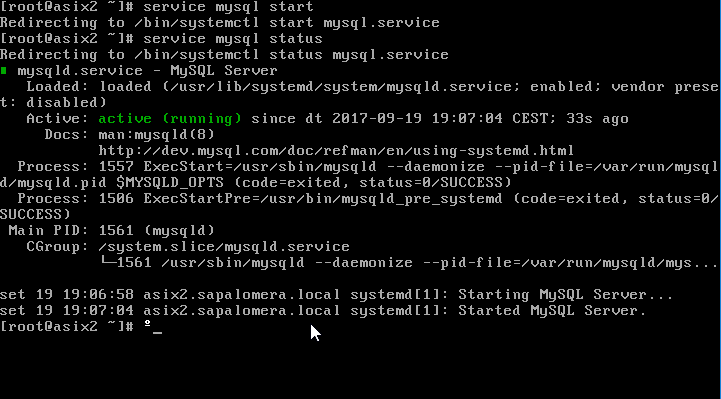 [root@asix2 ~]# service mysql start
Redirecting to /bin/systemctl start mysql.service
[root@asix2 ~]# service mysql status
Redirecting to /bin/systemctl status mysql.service
▮ mysqld.service - MySQL Server
   Loaded: loaded (/usr/lib/systemd/system/mysqld.service; enabled; vendor prese
t: disabled)
   Active: active (running) since dt 2017-09-19 19:07:04 CEST; 33s ago
     Docs: man:mysqld(8)
           http://dev.mysql.com/doc/refman/en/using-systemd.html
  Process: 1557 ExecStart=/usr/sbin/mysqld --daemonize --pid-file=/var/run/mysql
d/mysqld.pid $MYSQLD_OPTS (code=exited, status=0/SUCCESS)
  Process: 1506 ExecStartPre=/usr/bin/mysqld_pre_systemd (code=exited, status=0/
SUCCESS)
 Main PID: 1561 (mysqld)
   CGroup: /system.slice/mysqld.service
           └─1561 /usr/sbin/mysqld --daemonize --pid-file=/var/run/mysqld/mys...
set 19 19:06:58 asix2.sapalomera.local systemd[1]: Starting MySQL Server...
set 19 19:07:04 asix2.sapalomera.local systemd[1]: Started MySQL Server.
[root@asix2 ~]# º_